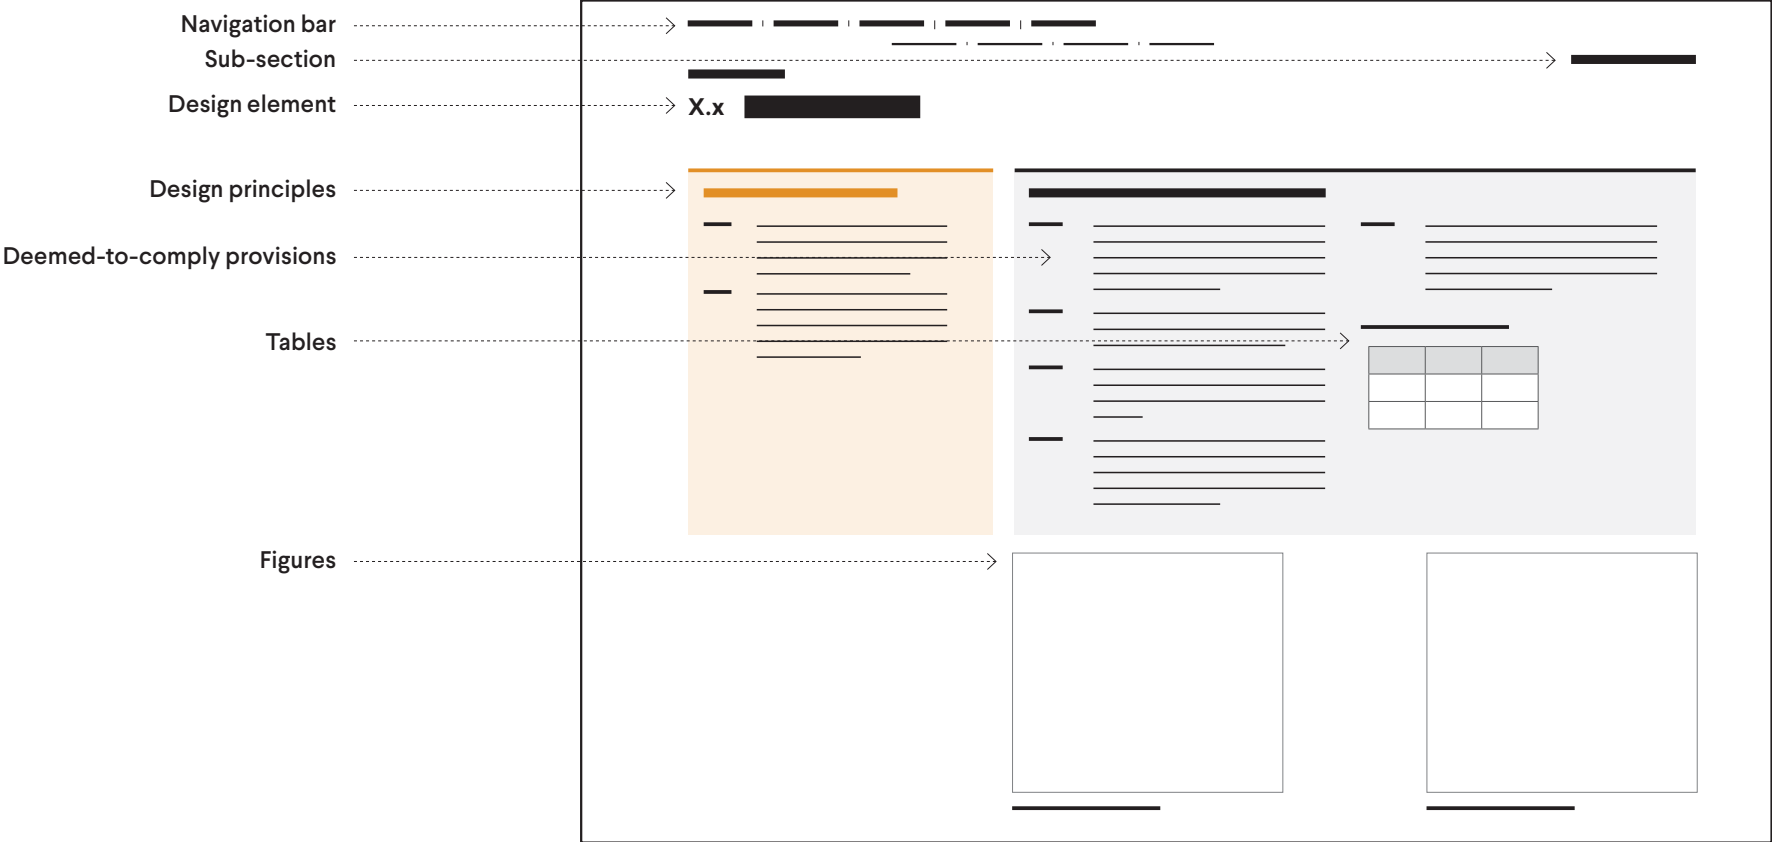 Navigation bar
Sub-section
Design element
X.x
Design principles
Deemed-to-comply provisions
Tables
Figures